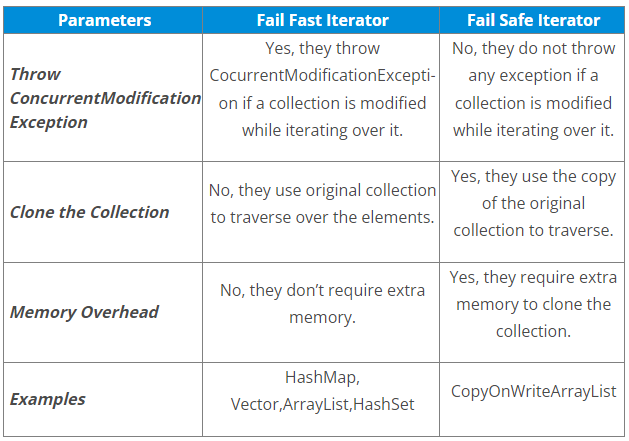 Parameters
Fail Fast Iterator
Fail Safe Iterator
Throw
ConcurrentModification
Exception
Yes, they throw
CocurrentModificationExcepti-
on if a collection is modified
while iterating over it.
No, they do not throw
any exception if a
collection is modified
while iterating over it.
Clone the Collection
No, they use original collection
to traverse over the elements.
Yes, they use the copy
of the original
collection to traverse.
Memory Overhead
No, they don’t require extra
memory.
Yes, they require extra
memory to clone the
collection.
Examples
HashMap,
Vector,ArrayList,HashSet
CopyOnWriteArrayList